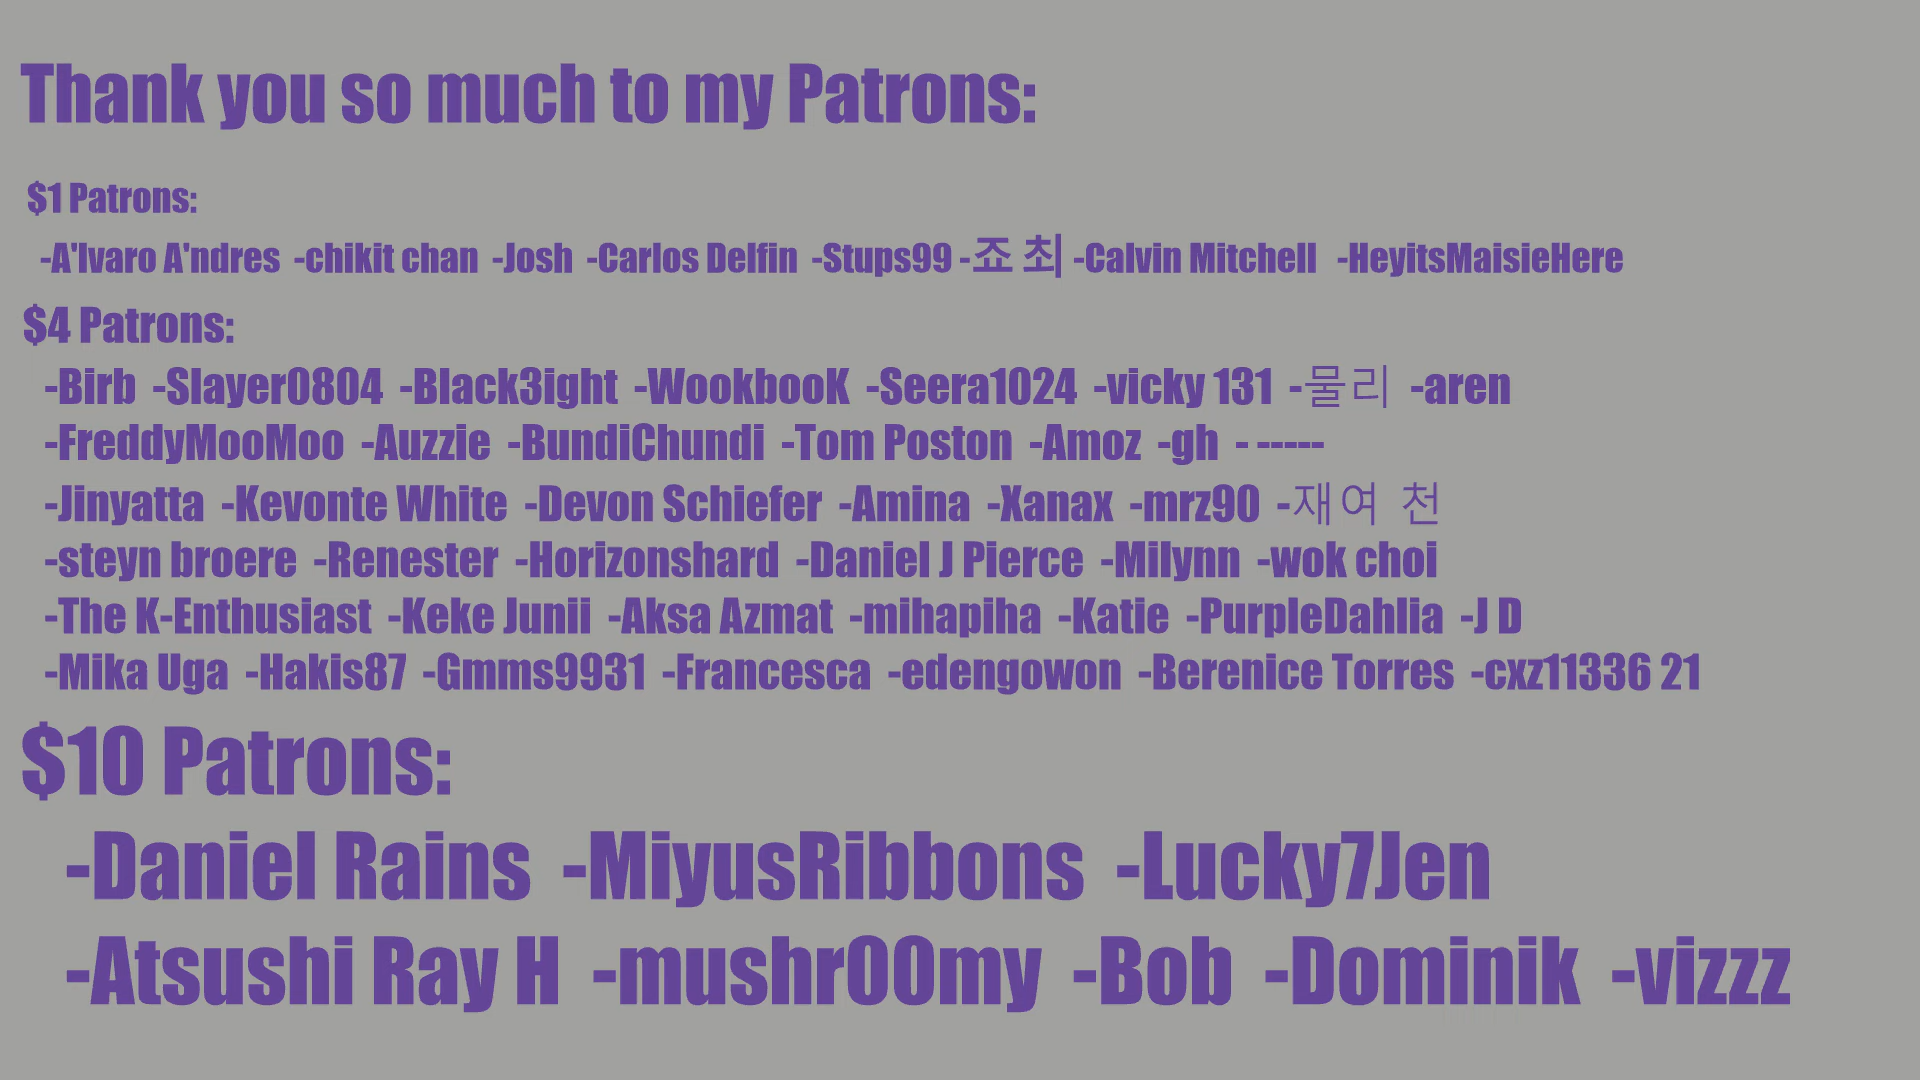 Thank you so much to my Patrons:
$1 Patrons:
-A'lvaro A'ndres -chikit chan -Josh -Carlos Delfin -Stups99 -죠 최 -Calvin Mitchell -HeyitsMaisieHere
$4 Patrons:
-Birb -Slayer0804 -Black3ight -WookbooK -Seera1024 -vicky 131 -물리 -aren
-FreddyMooMoo -Auzzie -BundiChundi -Tom Poston -Amoz -gh - -----
-Jinyatta -Kevonte White -Devon Schiefer -Amina -Xanax -mrz90 -재여 천
-steyn broere -Renester -Horizonshard -Daniel J Pierce -Milynn -wok choi
-The K-Enthusiast -Keke Junii -Aksa Azmat -mihapiha -Katie -PurpleDahlia -J D
-Mika Uga -Hakis87 -Gmms9931 -Francesca -edengowon -Berenice Torres -cxz11336 21
$10 Patrons:
-Daniel Rains -MiyusRibbons -Lucky7Jen
-Atsushi Ray H -mushr00my -Bob -Dominik -vizzz